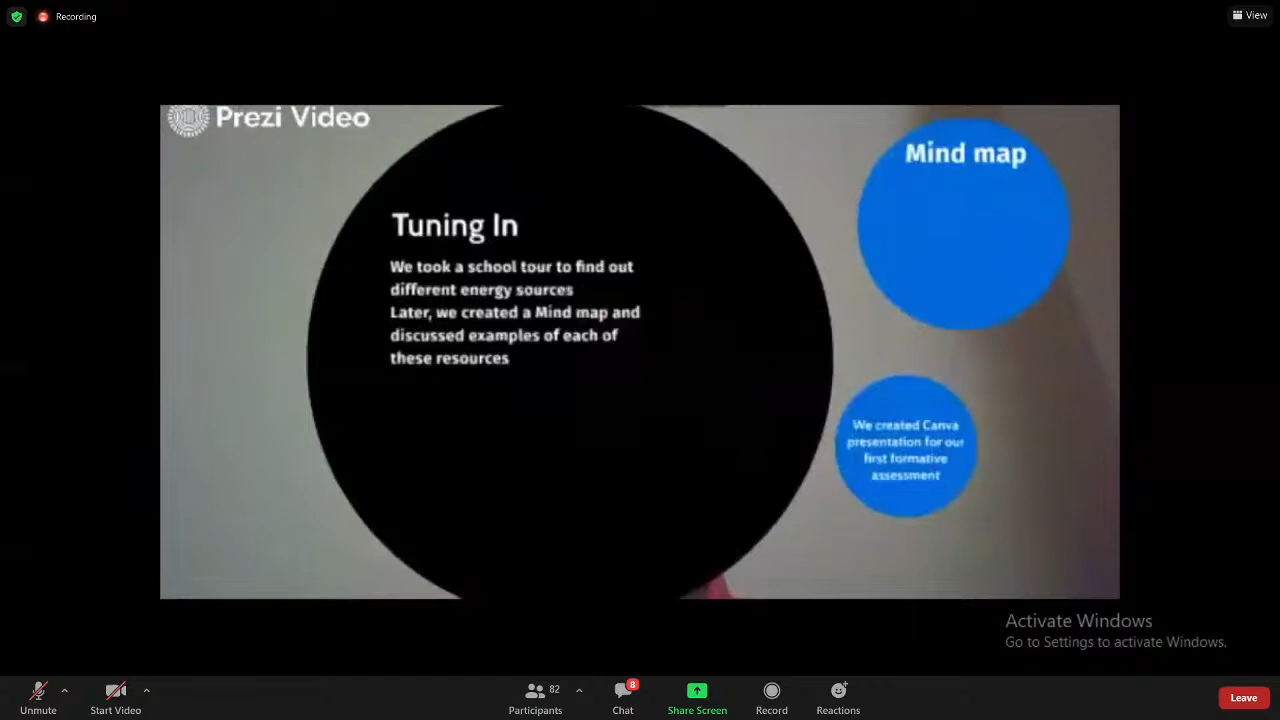 Recording
View
Prezi Video
Mind map
Tuning In
We took a school tour to find out
different energy sources
Later, we created a Mind map and
discussed examples of each of
these resources
We created Canva
presentation for our
first formative
assessment
Activate Windows
Go to Settings to activate Windows.
Unmute
Start Video
82
Participants
8
Chat
Share Screen
Record
Reactions
Leave